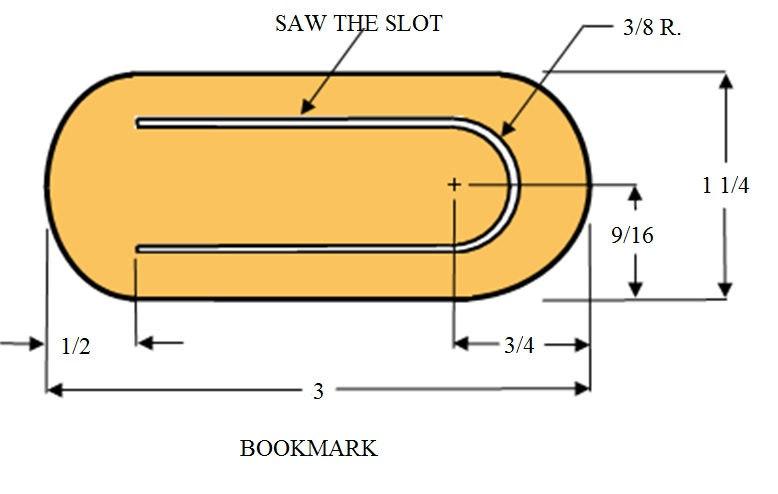 SAW THE SLOT
3/8 R.
1 1/4
9/16
1/2
3/4
3
BOOKMARK